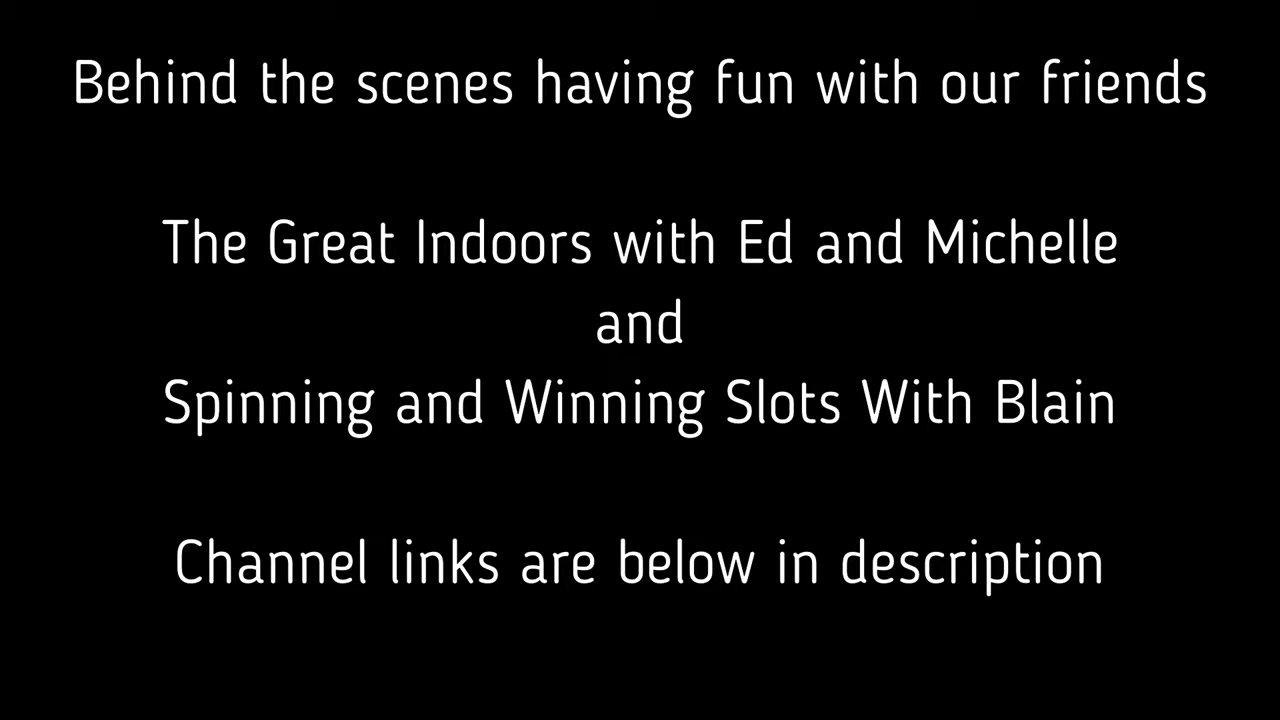 Behind the scenes having fun with our friends
The Great Indoors with Ed and Michelle
and
Spinning and Winning Slots With Blain
Channel links are below in description